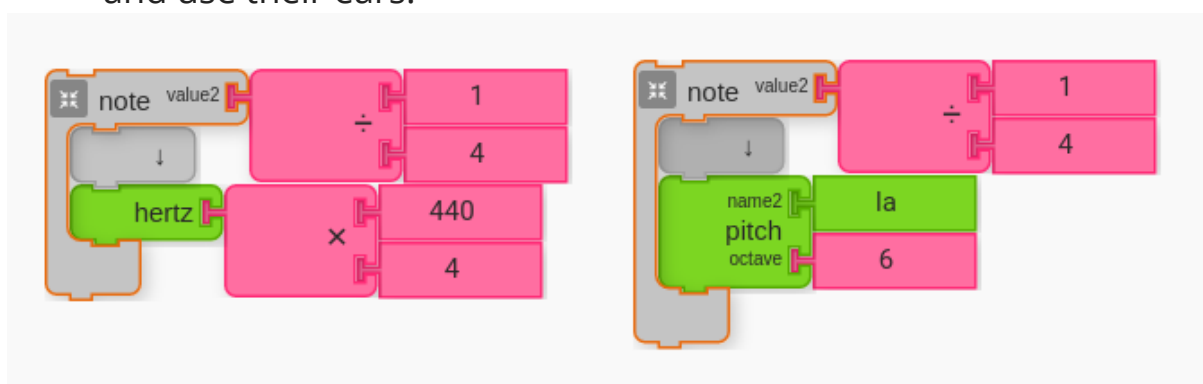 and use their ears.
note value2 ÷ 1 4
↓
hertz × 440 4
note value2 ÷ 1 4
↓
name2 la
pitch
octave 6